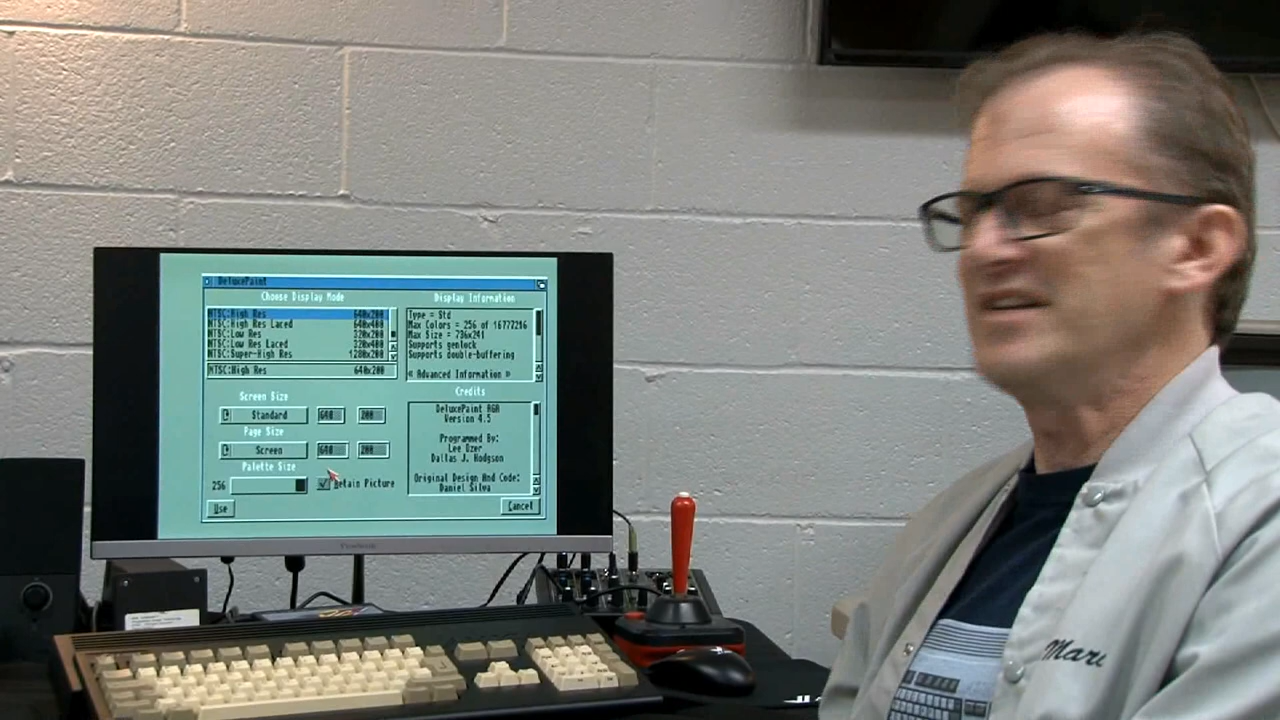 DeluxePaint
Choose Display Mode
NTSC:High Res 640x200
NTSC:High Res Laced 640x400
NTSC:Low Res 320x200
NTSC:Low Res Laced 320x400
NTSC:Super-High Res 1280x200
NTSC:High Res 640x200
Display Information
Type = Std
Max Colors = 256 of 16777216
Max Size = 736x241
Supports genlock
Supports double-buffering
« Advanced Information »
Screen Size
Standard 640 200
Page Size
Screen 640 200
Palette Size
256
Retain Picture
Use
Credits
DeluxePaint AGA
Version 4.5
Programmed By:
Lee Ozer
Dallas J. Hodgson
Original Design And Code:
Daniel Silva
Cancel
ViewSonic
Mark